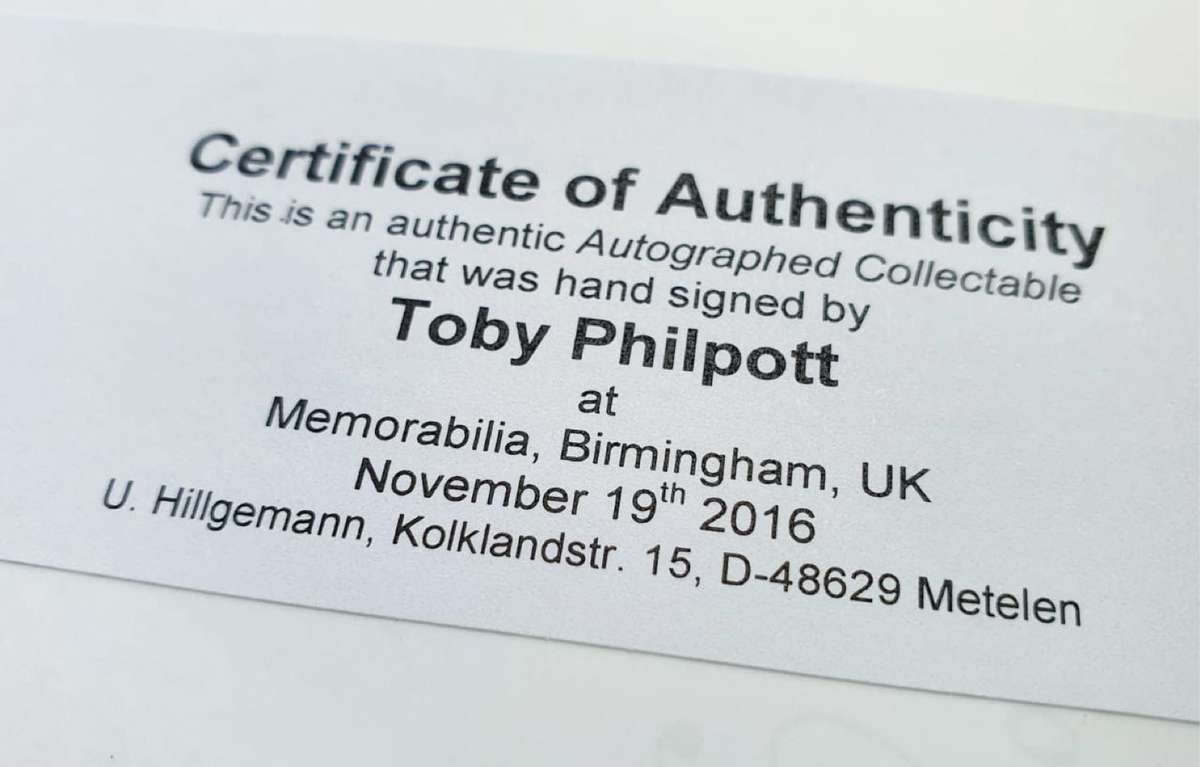 Certificate of Authenticity
This is an authentic Autographed Collectable
that was hand signed by
Toby Philpott
at
Memorabilia, Birmingham, UK
November 19th 2016
U. Hillgemann, Kolklandstr. 15, D-48629 Metelen